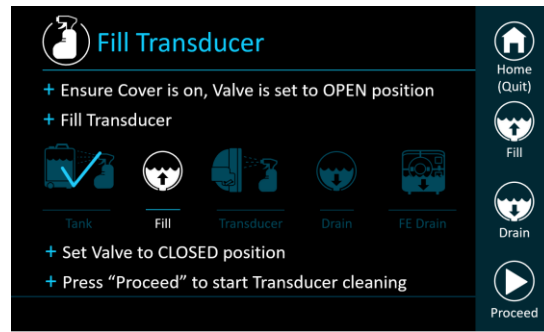 Fill Transducer
+ Ensure Cover is on, Valve is set to OPEN position
+ Fill Transducer
Tank
Fill
Transducer
Drain
FE Drain
+ Set Valve to CLOSED position
+ Press “Proceed” to start Transducer cleaning
Home
(Quit)
Fill
Drain
Proceed